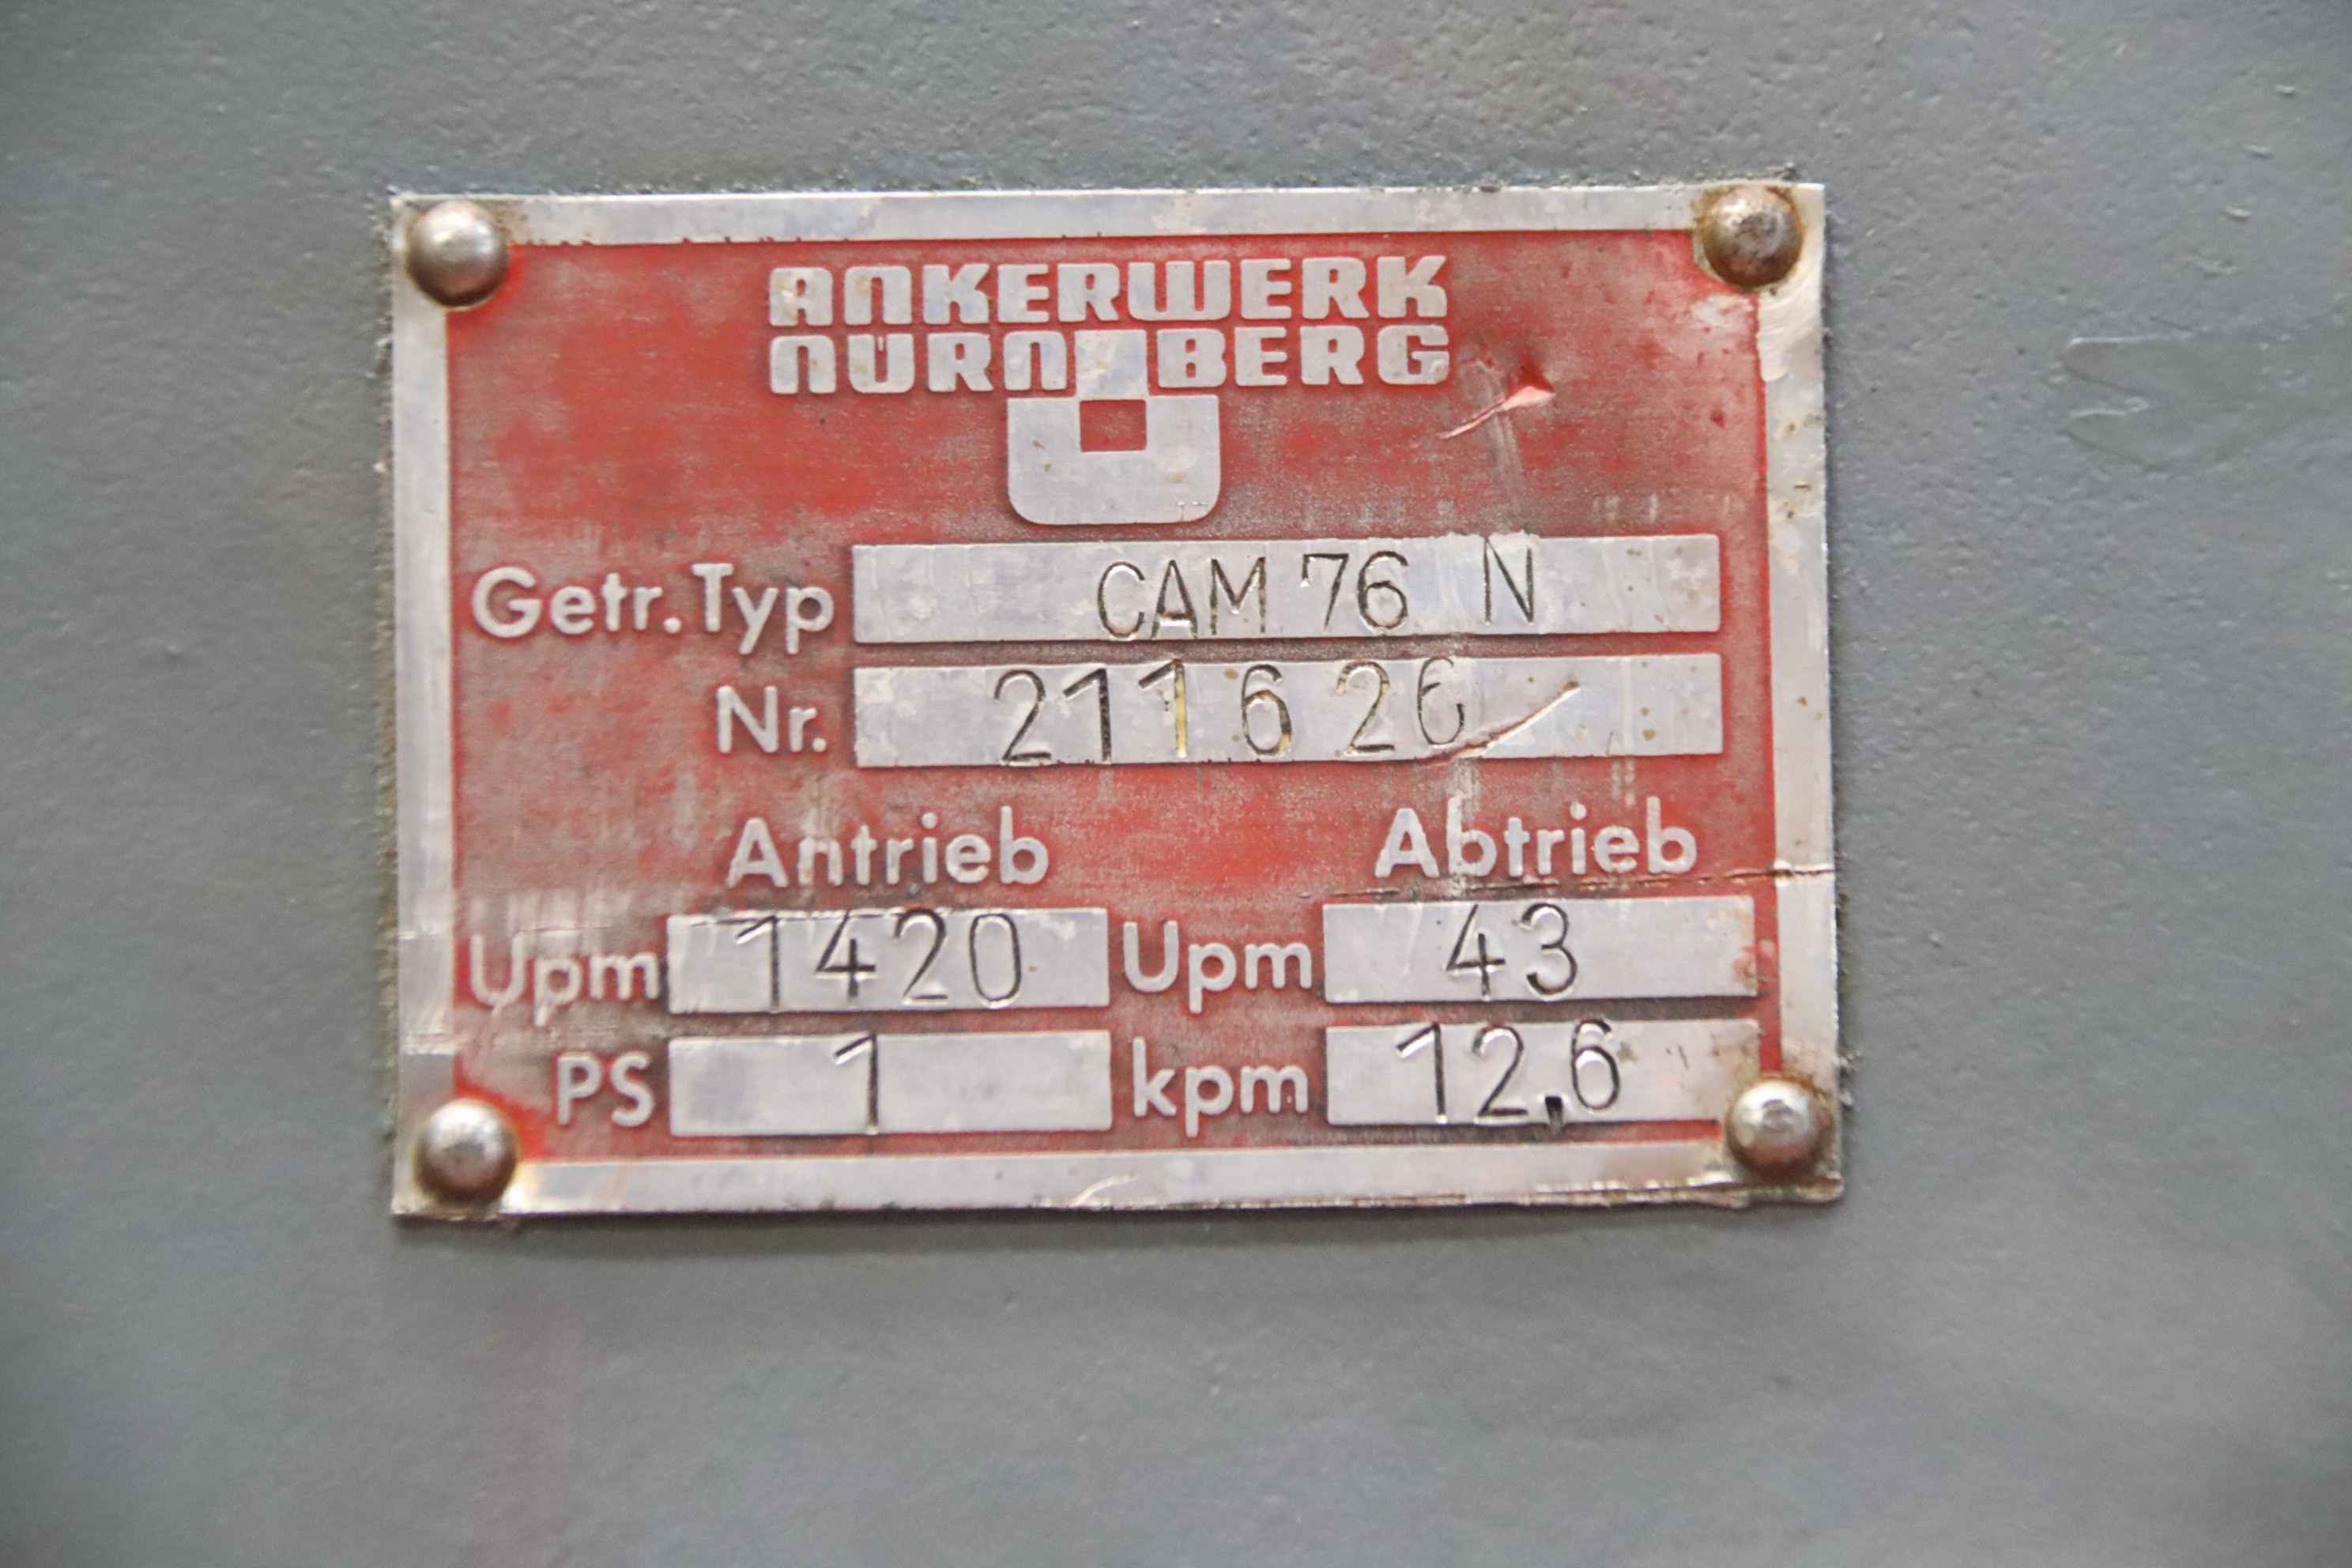 ANKERWERK
NÜRNBERG
Getr. Typ CAM 76 N
Nr. 211626
Antrieb Abtrieb
Upm 1420 Upm 43
PS 1 kpm 12,6